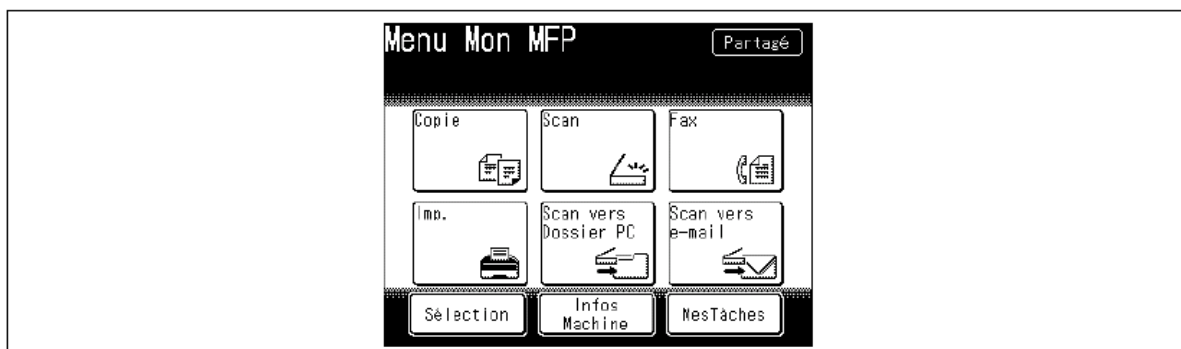 Menu Mon MFP
Partagé
Copie
Scan
Fax
Imp.
Scan vers
Dossier PC
Scan vers
e-mail
Sélection
Infos
Machine
MesTâches